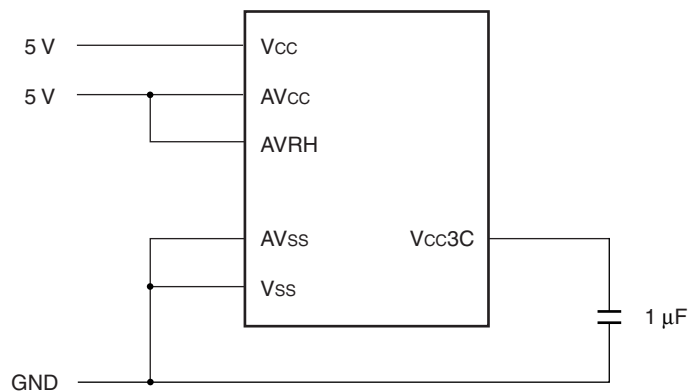 5 V
VCC
5 V
AVCC
AVRH
AVSS
VCC3C
VSS
1 μF
GND